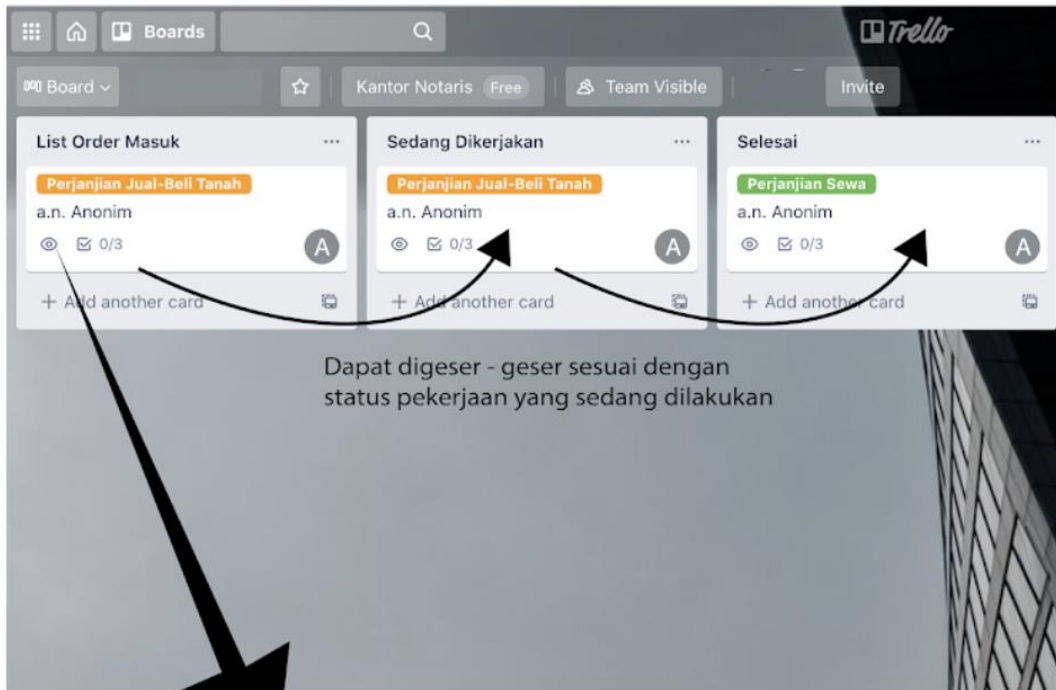 Boards
Trello
Board
Kantor Notaris Free
Team Visible
Invite
List Order Masuk
Perjanjian Jual-Beli Tanah
a.n. Anonim
0/3
A
+ Add another card
Sedang Dikerjakan
Perjanjian Jual-Beli Tanah
a.n. Anonim
0/3
A
+ Add another card
Selesai
Perjanjian Sewa
a.n. Anonim
0/3
A
+ Add another card
Dapat digeser - geser sesuai dengan
status pekerjaan yang sedang dilakukan